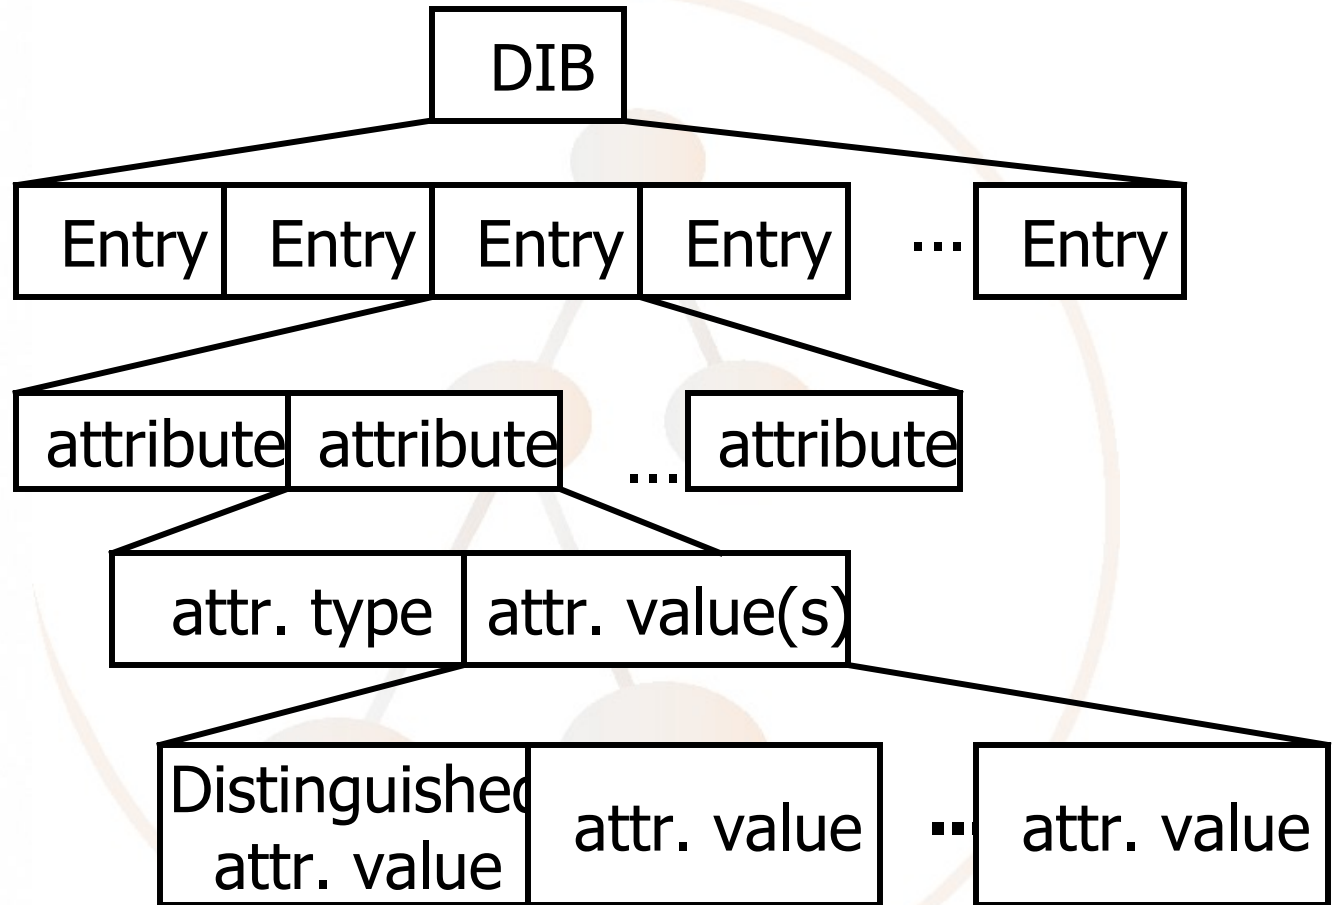 DIB
Entry Entry Entry Entry ... Entry
attribute attribute ... attribute
attr. type attr. value(s)
Distinguished
attr. value attr. value ... attr. value